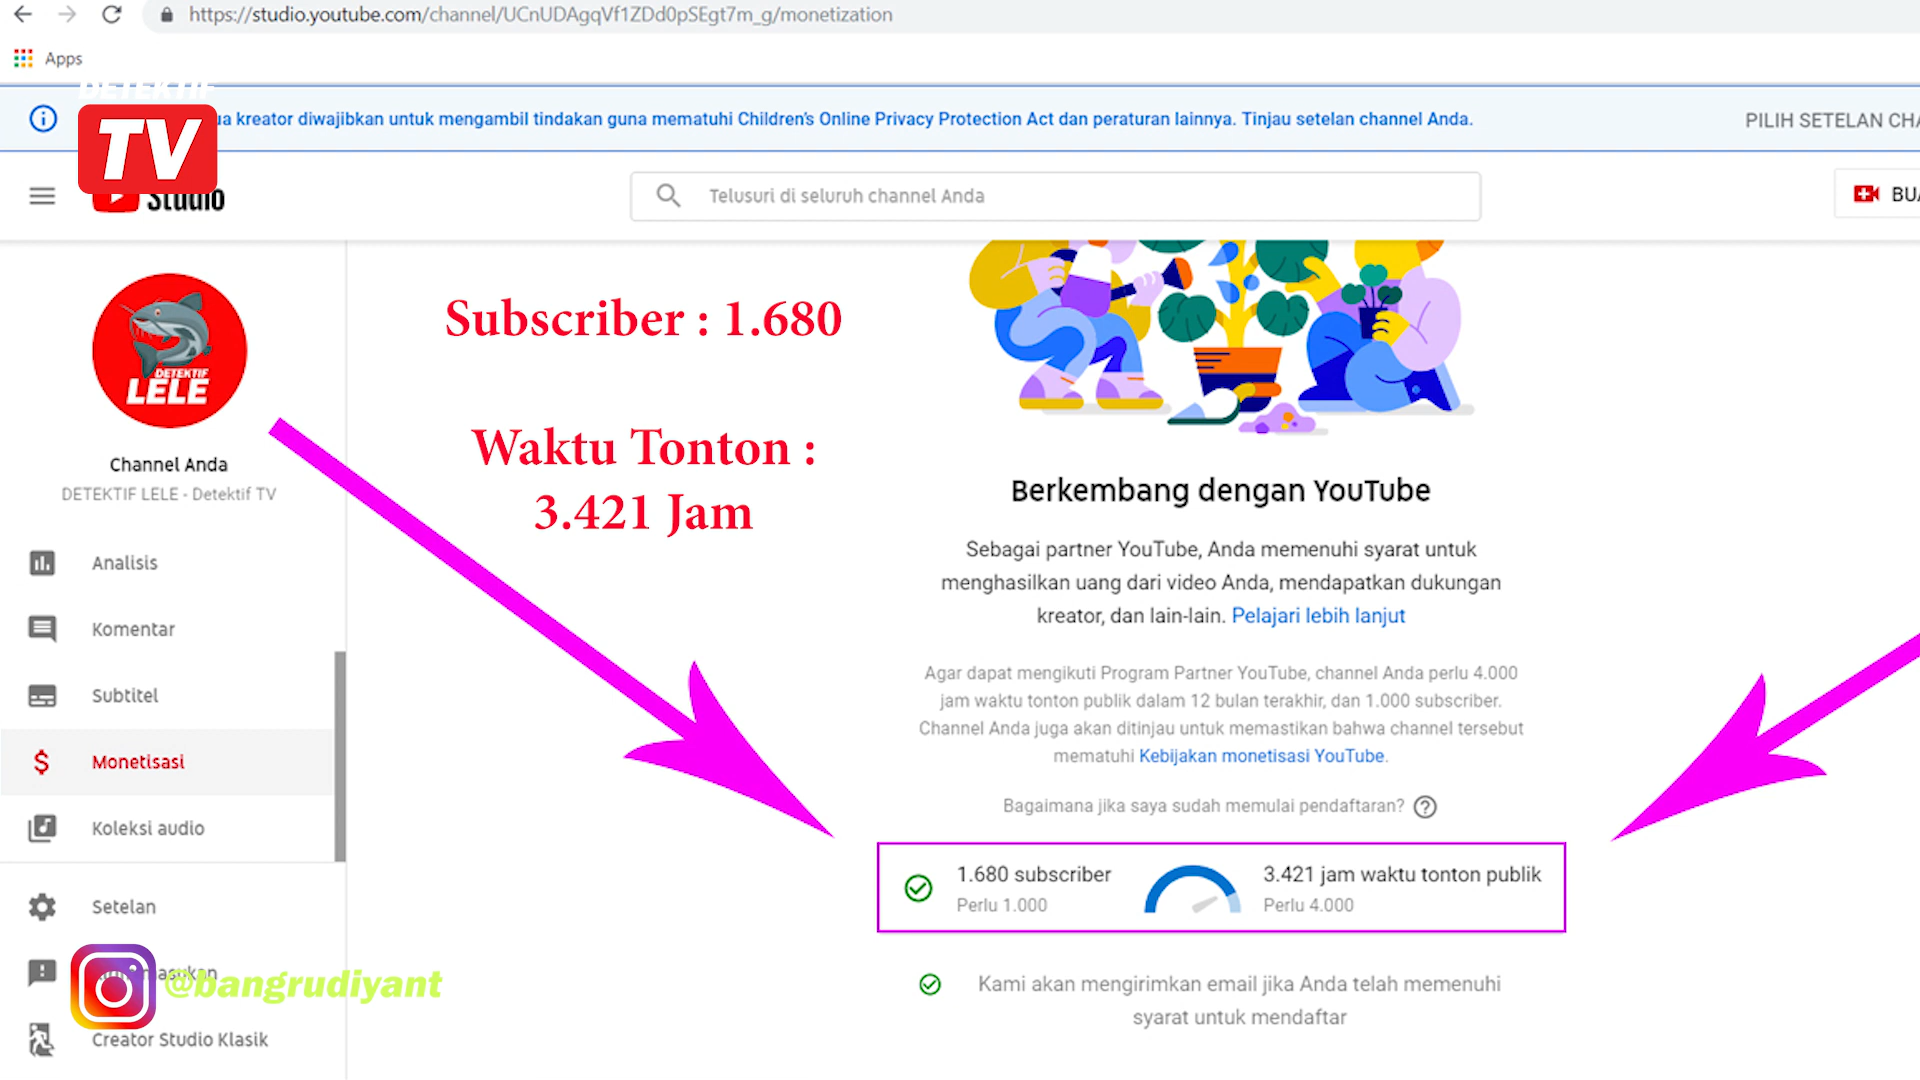 https://studio.youtube.com/channel/UCnUDAgqVf1ZDd0pSEgt7m_g/monetization
Apps
DETEKTIF
TV
kreator diwajibkan untuk mengambil tindakan guna mematuhi Children's Online Privacy Protection Act dan peraturan lainnya. Tinjau setelan channel Anda.
PILIH SETELAN
Studio
Telusuri di seluruh channel Anda
DETEKTIF
LELE
Channel Anda
DETEKTIF LELE - Detektif TV
Analisis
Komentar
Subtitel
Monetisasi
Koleksi audio
Setelan
@bangrudiyant
Creator Studio Klasik
Subscriber : 1.680
Waktu Tonton :
3.421 Jam
Berkembang dengan YouTube
Sebagai partner YouTube, Anda memenuhi syarat untuk
menghasilkan uang dari video Anda, mendapatkan dukungan
kreator, dan lain-lain. Pelajari lebih lanjut
Agar dapat mengikuti Program Partner YouTube, channel Anda perlu 4.000
jam waktu tonton publik dalam 12 bulan terakhir, dan 1.000 subscriber.
Channel Anda juga akan ditinjau untuk memastikan bahwa channel tersebut
mematuhi Kebijakan monetisasi YouTube.
Bagaimana jika saya sudah memulai pendaftaran?
1.680 subscriber
Perlu 1.000
3.421 jam waktu tonton publik
Perlu 4.000
Kami akan mengirimkan email jika Anda telah memenuhi
syarat untuk mendaftar